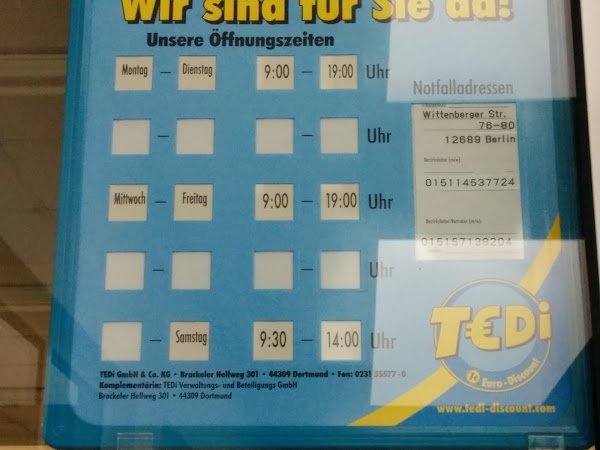 Wir sind für Sie da!
Unsere Öffnungszeiten
Montag – Dienstag 9:00 – 19:00 Uhr
– – Uhr
Mittwoch – Freitag 9:00 – 19:00 Uhr
– – Uhr
– Samstag 9:30 – 14:00 Uhr
TEDi GmbH & Co. KG • Brackeler Hellweg 301 • 44309 Dortmund • Fon: 0231 55577-
Komplementärin: TEDi Verwaltungs- und Beteiligungs GmbH
Brackeler Hellweg 301 • 44309 Dortmund
Notfalladressen
Wittenberger Str.
76-80
12689 Berlin
015114537724
015157138204
TEDi
Euro-Discount
www.tedi-discount.com